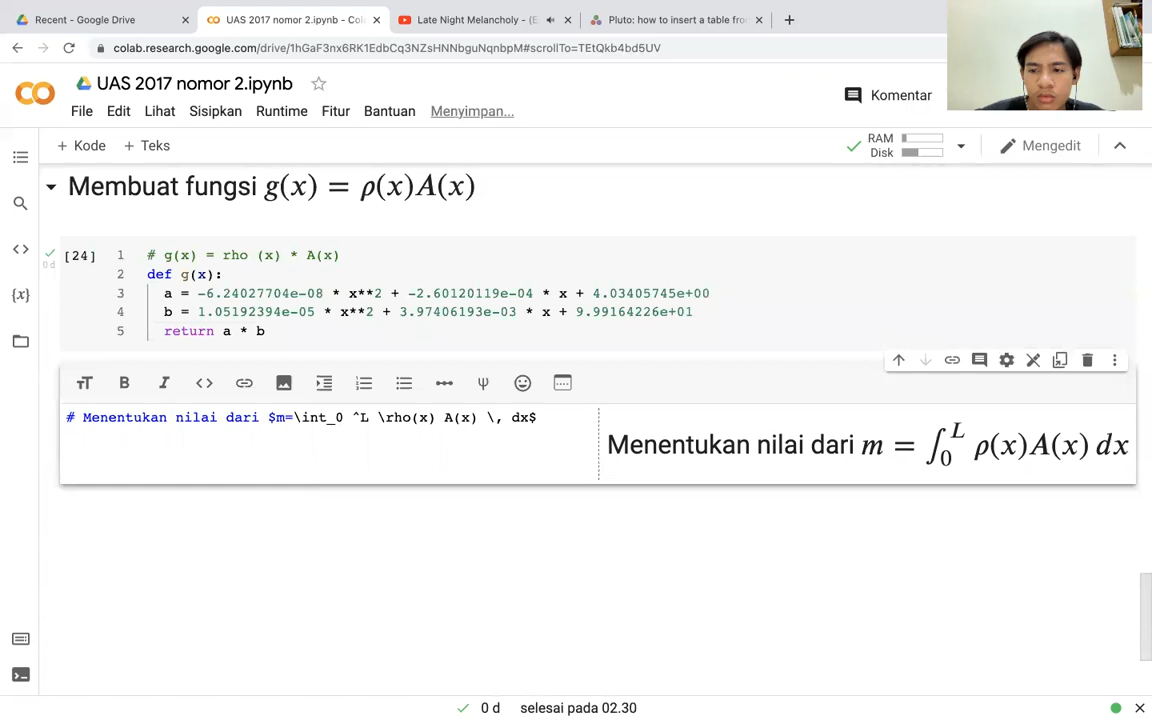 Recent - Google Drive
UAS 2017 nomor 2.ipynb - Col
Late Night Melancholy - (E
Pluto: how to insert a table from
colab.research.google.com/drive/1hGaF3nx6RK1EdbCq3NZsHNNbguNqnbpM#scrollTo=TEtQkb4bd5UV
UAS 2017 nomor 2.ipynb
Komentar
File Edit Lihat Sisipkan Runtime Fitur Bantuan Menyimpan...
+ Kode + Teks
RAM
Disk
Mengedit
Membuat fungsi g(x) = ρ(x)A(x)
[24]
0 d
1 # g(x) = rho (x) * A(x)
2 def g(x):
3 a = -6.24027704e-08 * x**2 + -2.60120119e-04 * x + 4.03405745e+00
4 b = 1.05192394e-05 * x**2 + 3.97406193e-03 * x + 9.99164226e+01
5 return a * b
# Menentukan nilai dari $m=\int_0 ^L \rho(x) A(x) \, dx$
Menentukan nilai dari m = ∫₀ᴸ ρ(x)A(x) dx
0 d selesai pada 02.30